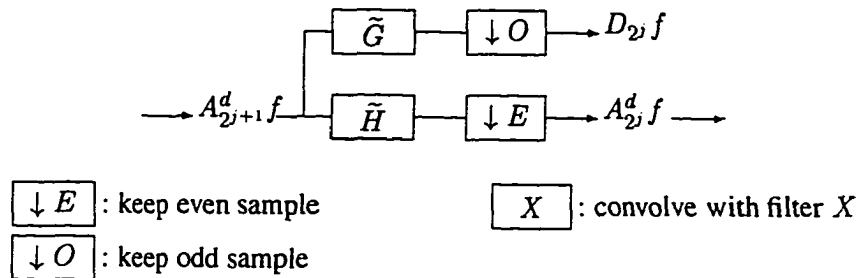 G̃ ↓ O D_{2^j} f
A^d_{2^{j+1}} f H̃ ↓ E A^d_{2^j} f
↓ E : keep even sample X : convolve with filter X
↓ O : keep odd sample